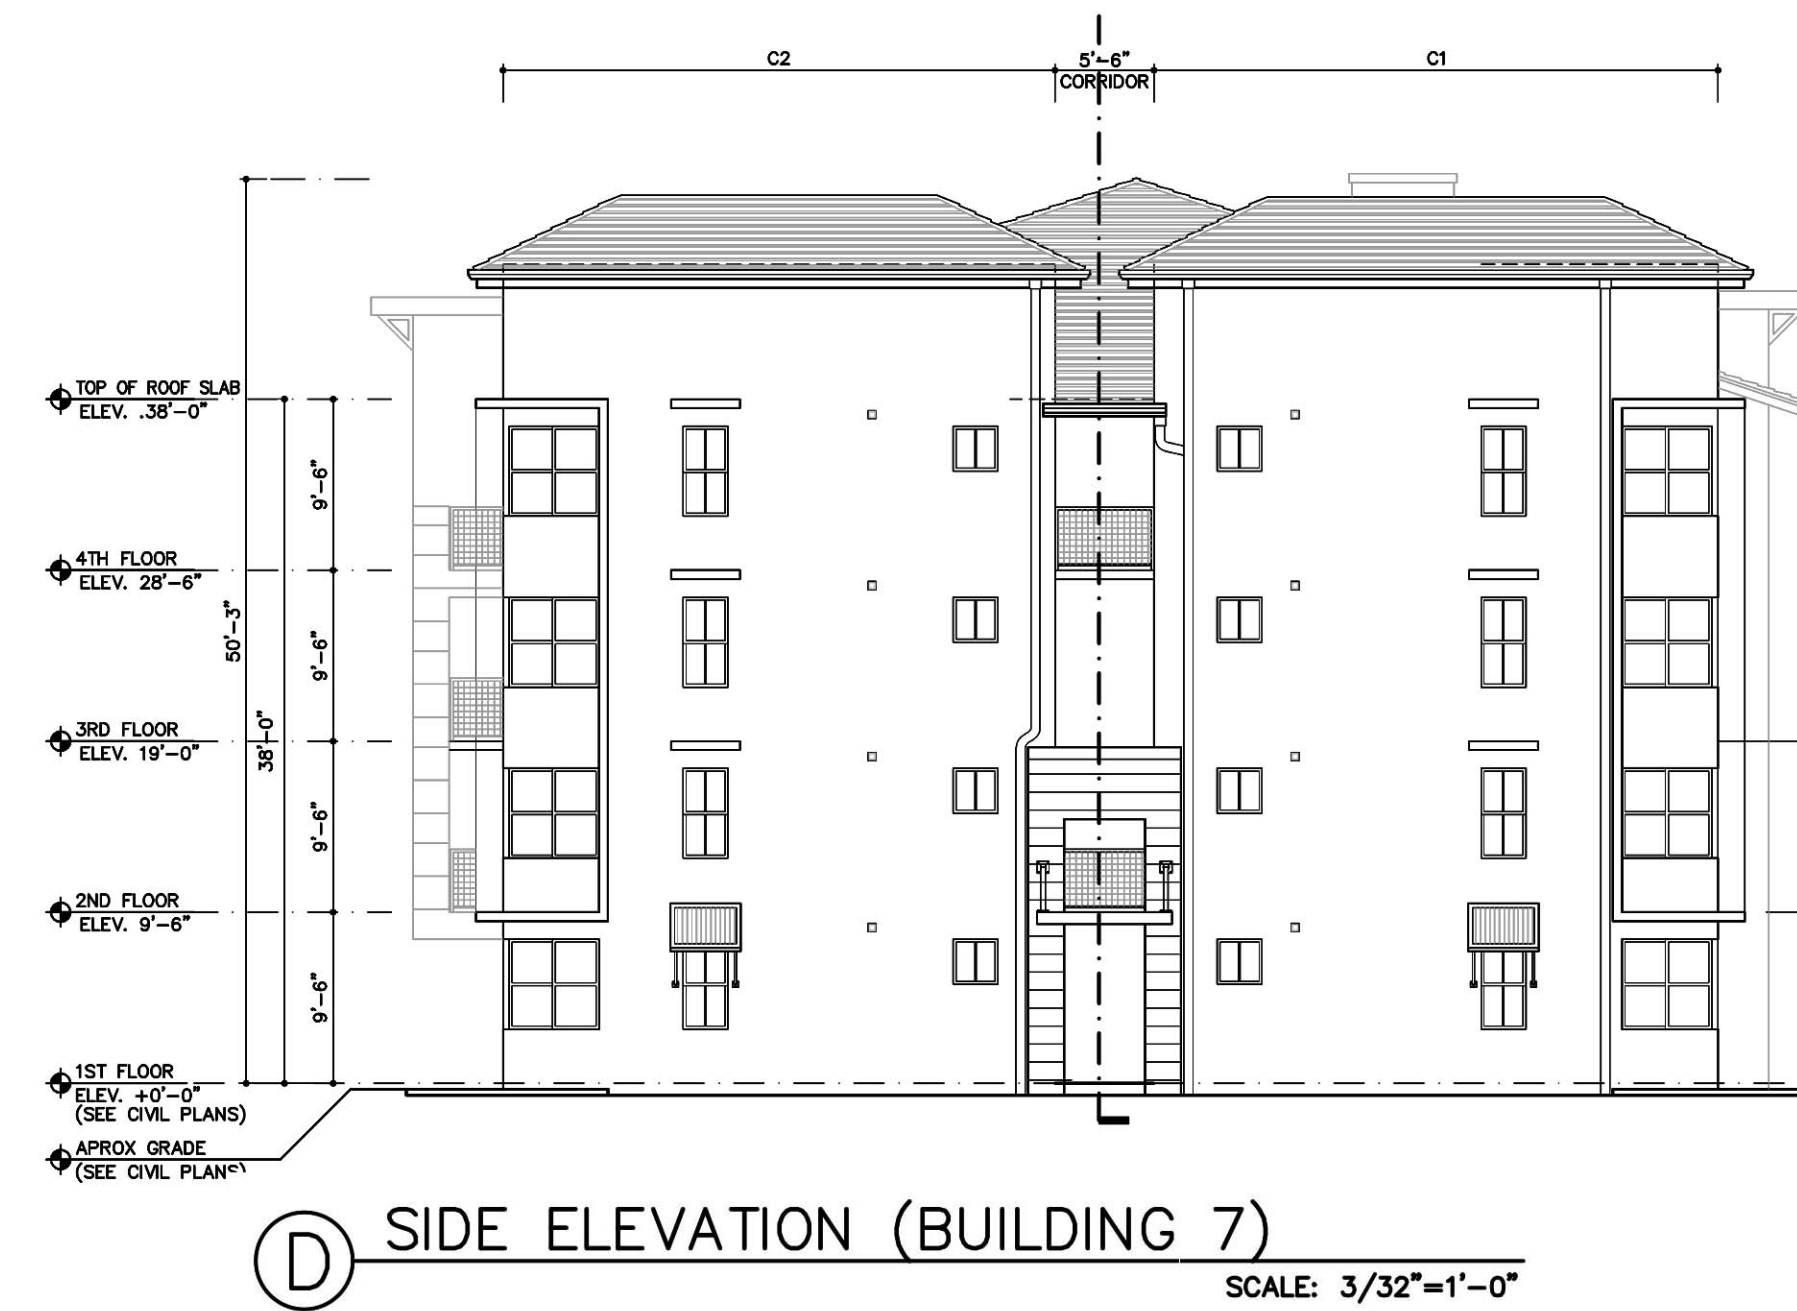 C2
5'-6"
CORRIDOR
C1
TOP OF ROOF SLAB
ELEV. .38'-0"
9'-6"
4TH FLOOR
ELEV. 28'-6"
50'-3"
9'-6"
3RD FLOOR
ELEV. 19'-0"
38'-0"
9'-6"
2ND FLOOR
ELEV. 9'-6"
9'-6"
1ST FLOOR
ELEV. +0'-0"
(SEE CIVIL PLANS)
APROX GRADE
(SEE CIVIL PLANS)
D SIDE ELEVATION (BUILDING 7)
SCALE: 3/32"=1'-0"